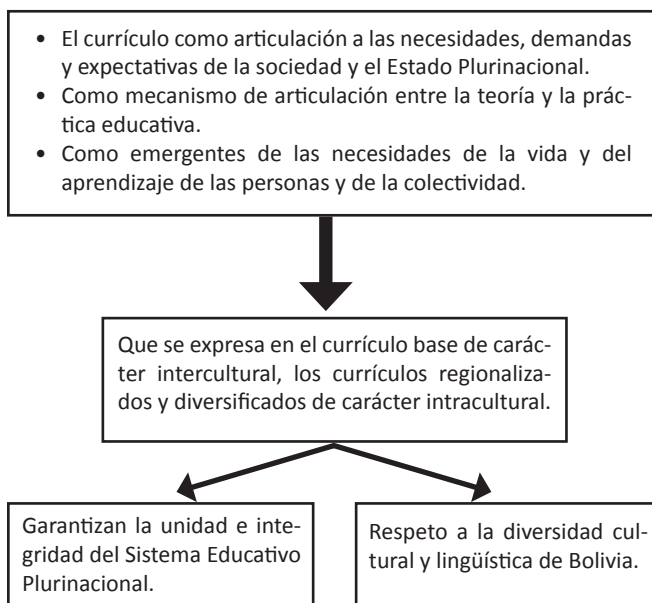 • El currículo como articulación a las necesidades, demandas
y expectativas de la sociedad y el Estado Plurinacional.
• Como mecanismo de articulación entre la teoría y la prác-
tica educativa.
• Como emergentes de las necesidades de la vida y del
aprendizaje de las personas y de la colectividad.
Que se expresa en el currículo base de carác-
ter intercultural, los currículos regionaliza-
dos y diversificados de carácter intracultural.
Garantizan la unidad e inte-
gridad del Sistema Educativo
Plurinacional.
Respeto a la diversidad cul-
tural y lingüística de Bolivia.